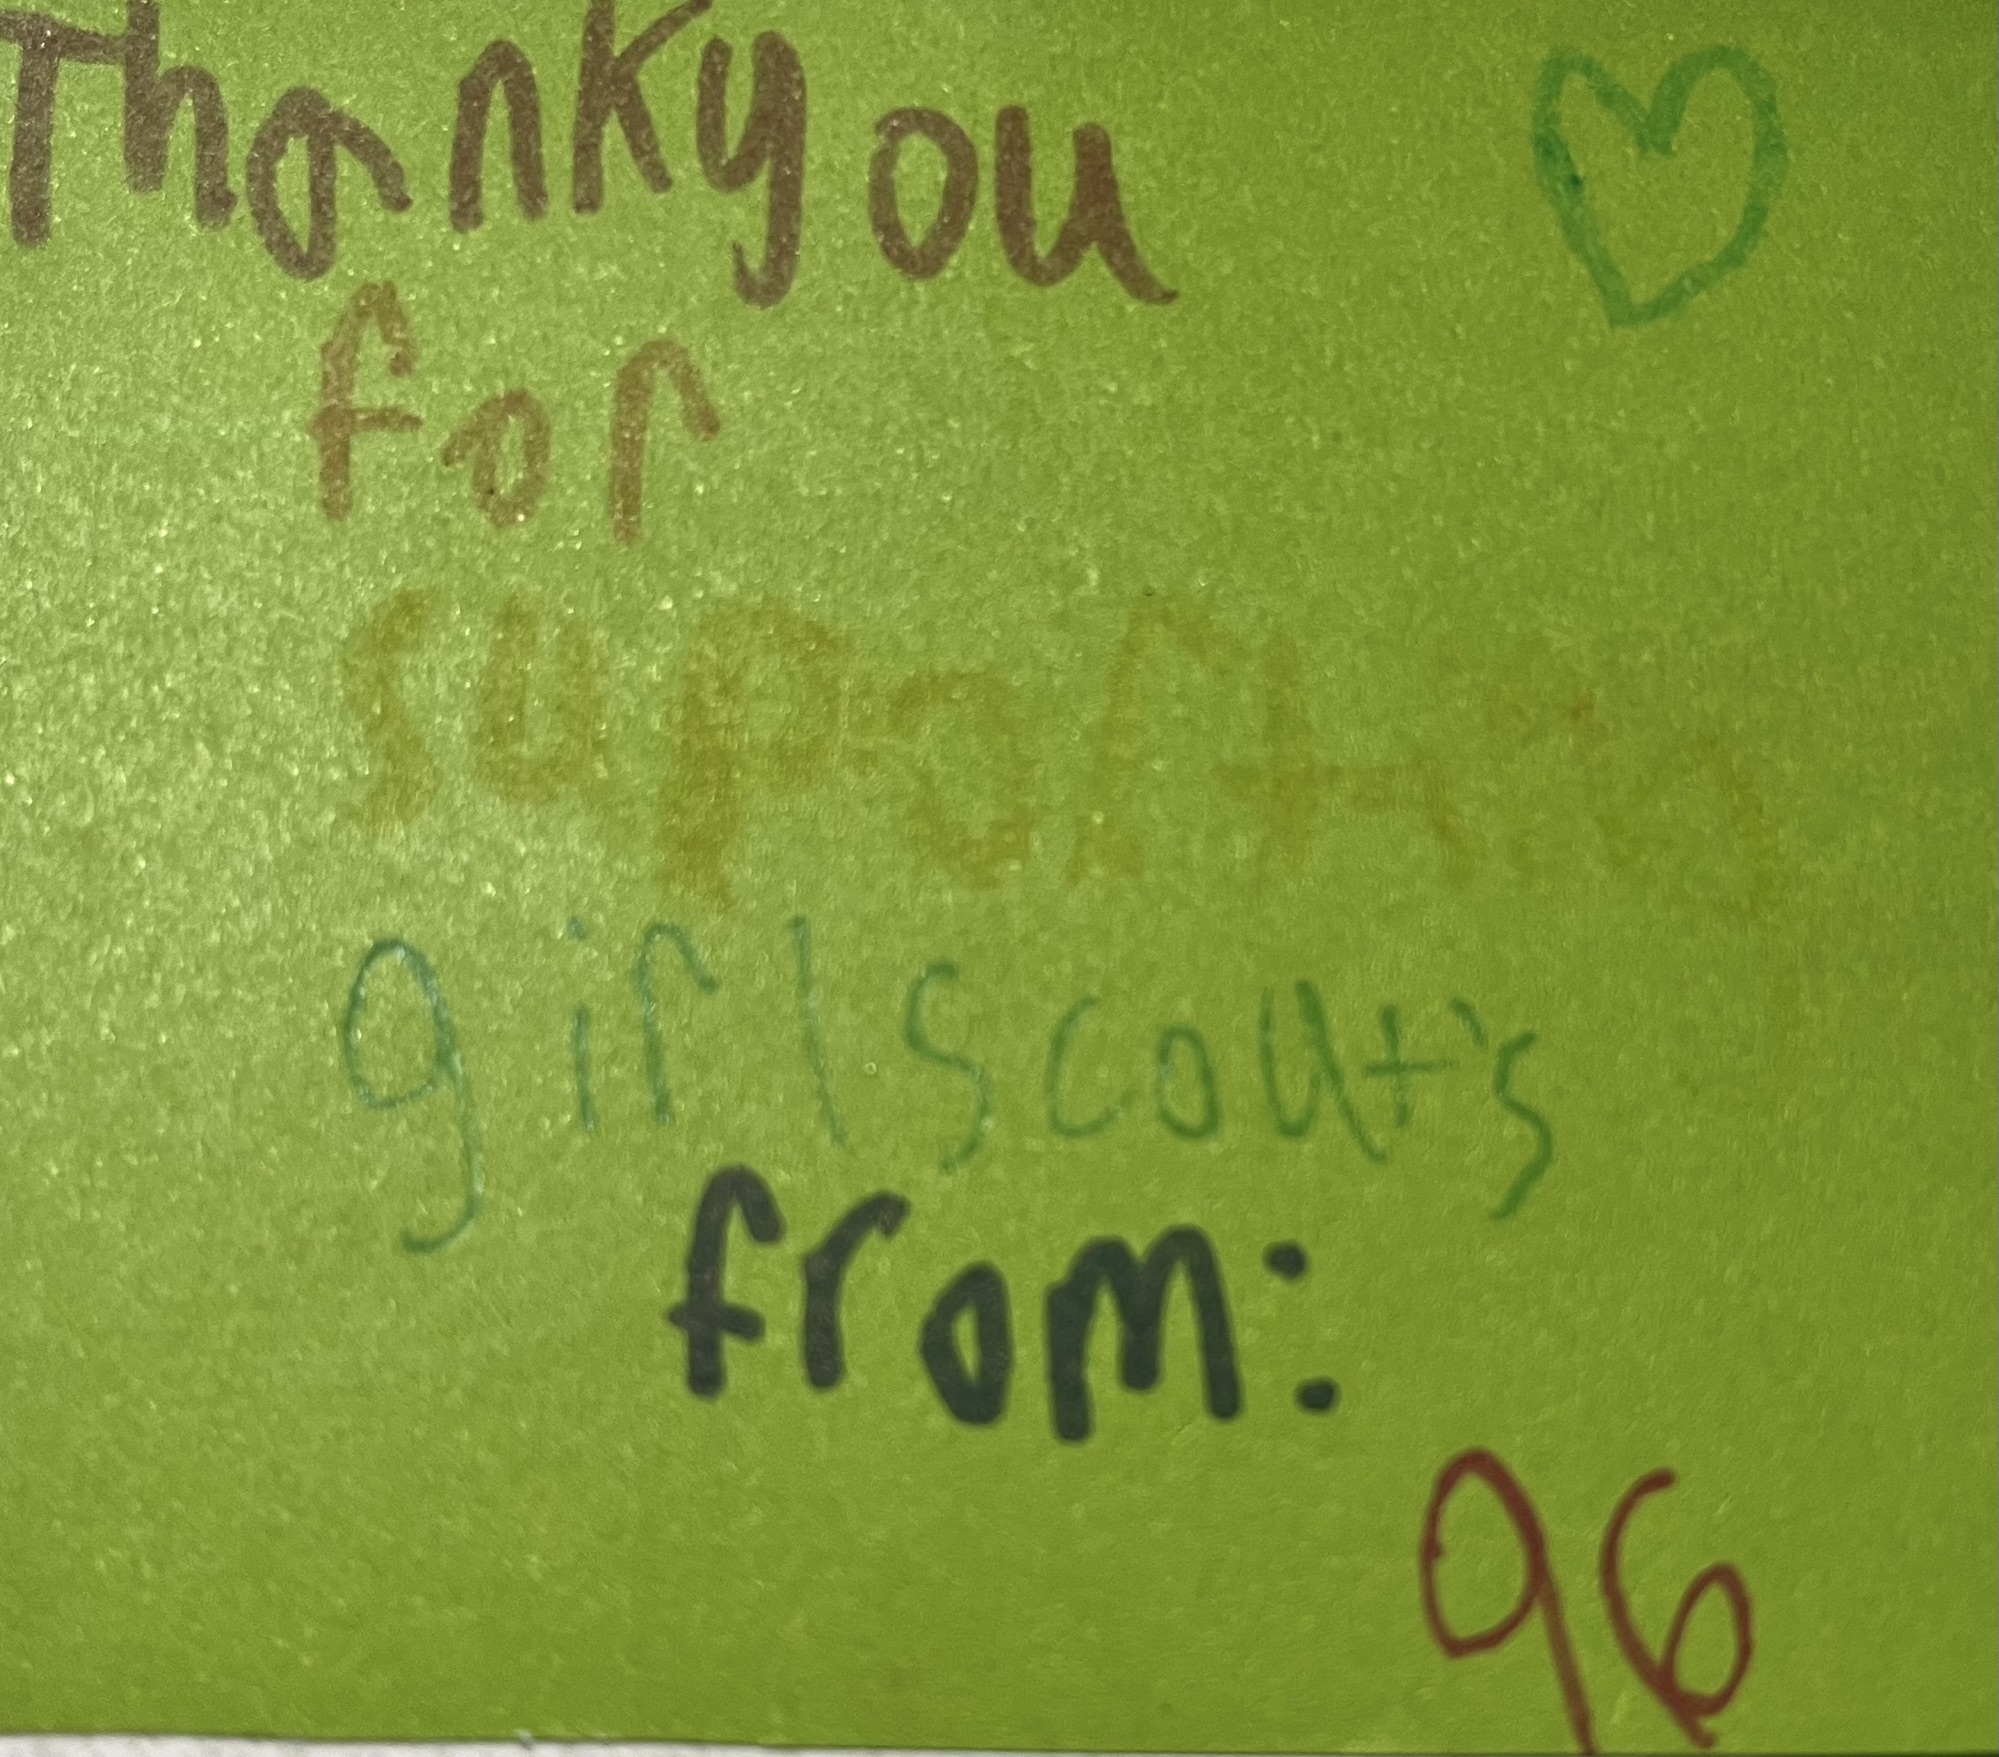 Thankyou
for
suporting
girlscout's
from:
96